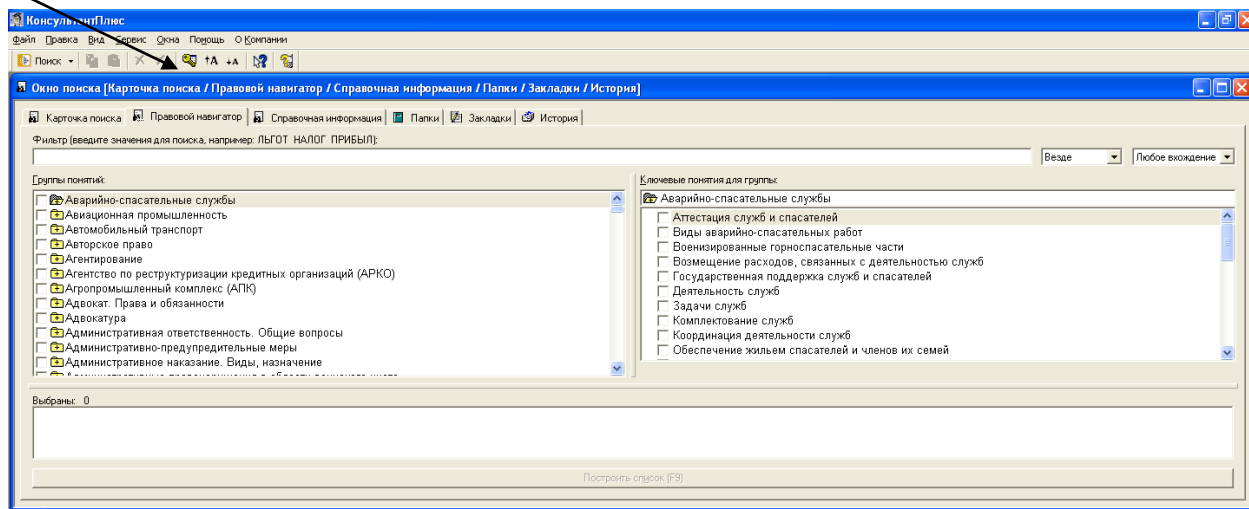 КонсультантПлюс
Файл Правка Вид Сервис Окна Помощь О Компании
Поиск
Окно поиска [Карточка поиска / Правовой навигатор / Справочная информация / Папки / Закладки / История]
Карточка поиска Правовой навигатор Справочная информация Папки Закладки История
Фильтр (введите значения для поиска, например: ЛЬГОТ НАЛОГ ПРИБЫЛ):
Везде Любое вхождение
Группы понятий:
Аварийно-спасательные службы
Авиационная промышленность
Автомобильный транспорт
Авторское право
Агентирование
Агентство по реструктуризации кредитных организаций (АРКО)
Агропромышленный комплекс (АПК)
Адвокат. Права и обязанности
Адвокатура
Административная ответственность. Общие вопросы
Административно-предупредительные меры
Административное наказание. Виды, назначение
Ключевые понятия для группы:
Аварийно-спасательные службы
Аттестация служб и спасателей
Виды аварийно-спасательных работ
Военизированные горноспасательные части
Возмещение расходов, связанных с деятельностью служб
Государственная поддержка служб и спасателей
Деятельность служб
Задачи служб
Комплектование служб
Координация деятельности служб
Обеспечение жильем спасателей и членов их семей
Выбраны: 0
Построить список (F9)